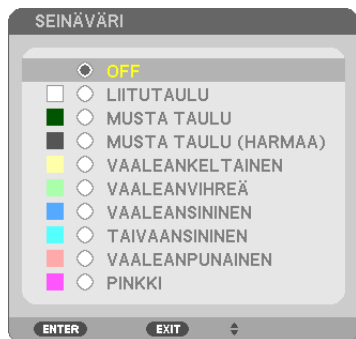 SEINÄVÄRI
OFF
LIITUTAULU
MUSTA TAULU
MUSTA TAULU (HARMAA)
VAALEANKELTAINEN
VAALEANVIHREÄ
VAALEANSININEN
TAIVAANSININEN
VAALEANPUNAINEN
PINKKI
ENTER EXIT